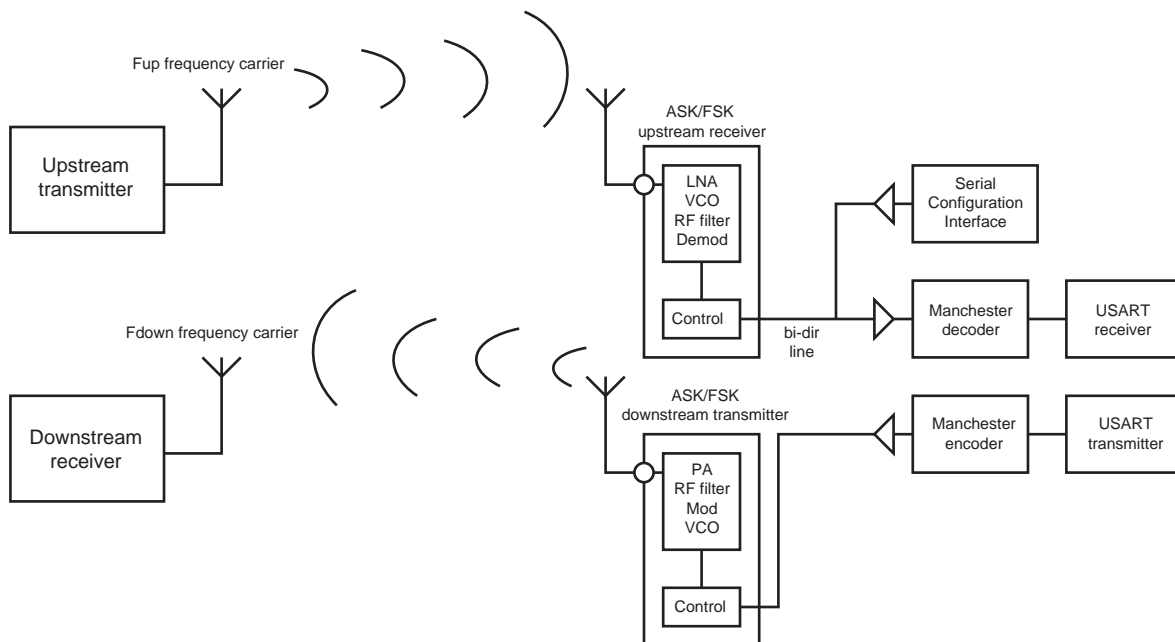 Fup frequency carrier
Upstream
transmitter
ASK/FSK
upstream receiver
LNA
VCO
RF filter
Demod
Control
bi-dir
line
Serial
Configuration
Interface
Manchester
decoder
USART
receiver
Fdown frequency carrier
Downstream
receiver
ASK/FSK
downstream transmitter
PA
RF filter
Mod
VCO
Control
Manchester
encoder
USART
transmitter